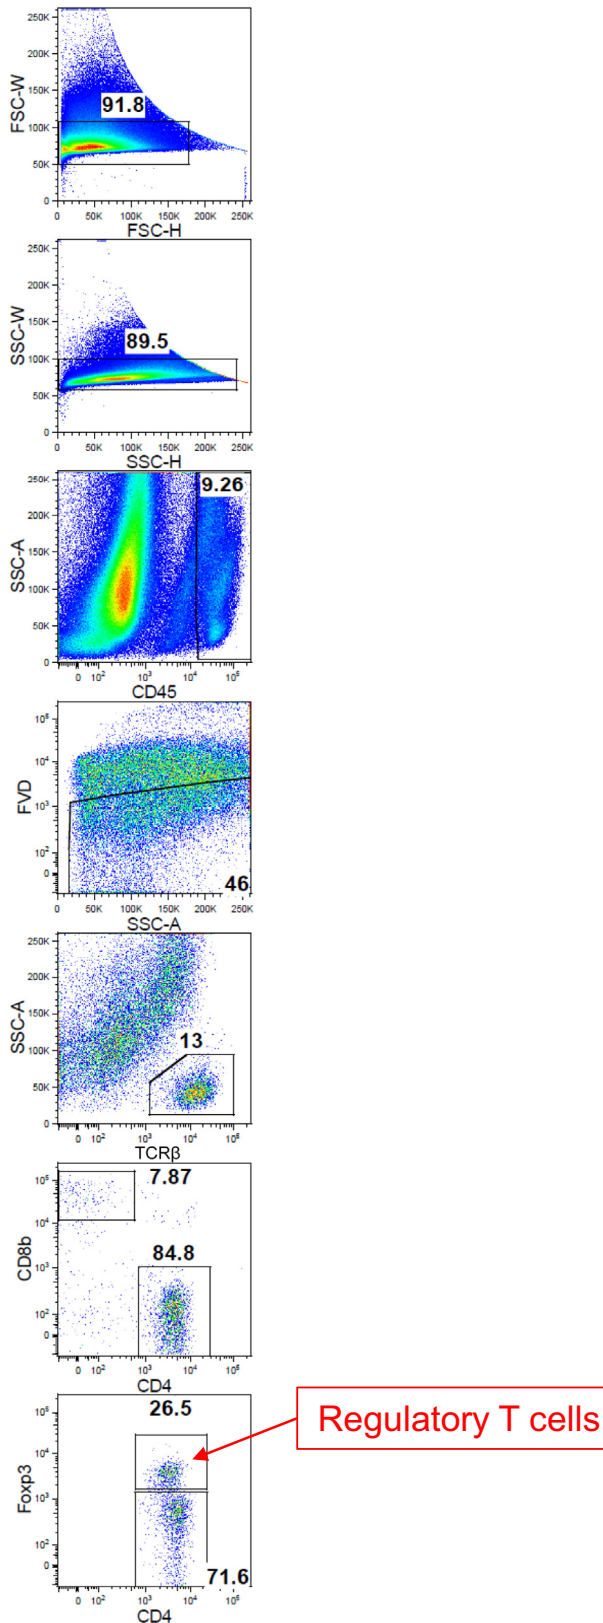 250K
200K
150K
FSC-W
91.8
100K
50K
0
0 50K 100K 150K 200K 250K
FSC-H
250K
200K
150K
SSC-W
89.5
100K
50K
0
0 50K 100K 150K 200K 250K
SSC-H
9.26
250K
200K
150K
SSC-A
100K
50K
0
0 10² 10³ 10⁴ 10⁵
CD45
10⁵
10⁴
FVD
10³
10²
0
46
0 50K 100K 150K 200K 250K
SSC-A
250K
200K
150K
SSC-A
13
100K
50K
0
0 10² 10³ 10⁴ 10⁵
TCRβ
7.87
10⁵
10⁴
CD8b
84.8
10³
10²
0
0 10² 10³ 10⁴ 10⁵
CD4
26.5
10⁵
Regulatory T cells
10⁴
Foxp3
10³
10²
0
71.6
0 10² 10³ 10⁴ 10⁵
CD4